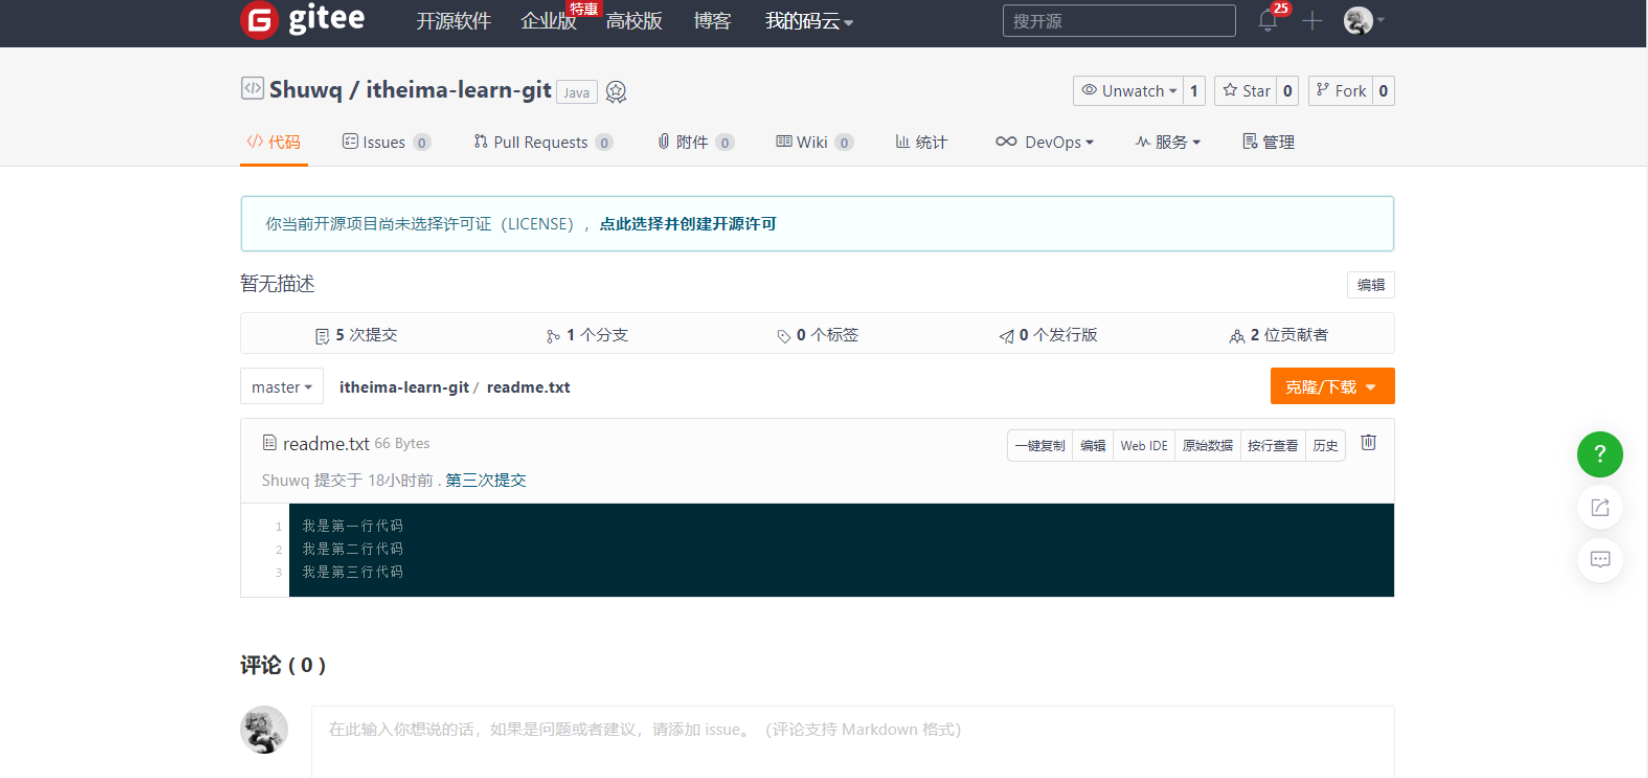 gitee 开源软件 企业版 特惠 高校版 博客 我的码云 搜开源 25
Shuwq / itheima-learn-git Java Unwatch 1 Star 0 Fork 0
代码 Issues 0 Pull Requests 0 附件 0 Wiki 0 统计 DevOps 服务 管理
你当前开源项目尚未选择许可证（LICENSE），点此选择并创建开源许可
暂无描述 编辑
5 次提交 1 个分支 0 个标签 0 个发行版 2 位贡献者
master itheima-learn-git / readme.txt 克隆/下载
readme.txt 66 Bytes 一键复制 编辑 Web IDE 原始数据 按行查看 历史
Shuwq 提交于 18小时前 . 第三次提交
1 我是第一行代码
2 我是第二行代码
3 我是第三行代码
?
评论 ( 0 )
在此输入你想说的话，如果是问题或者建议，请添加 issue。（评论支持 Markdown 格式）